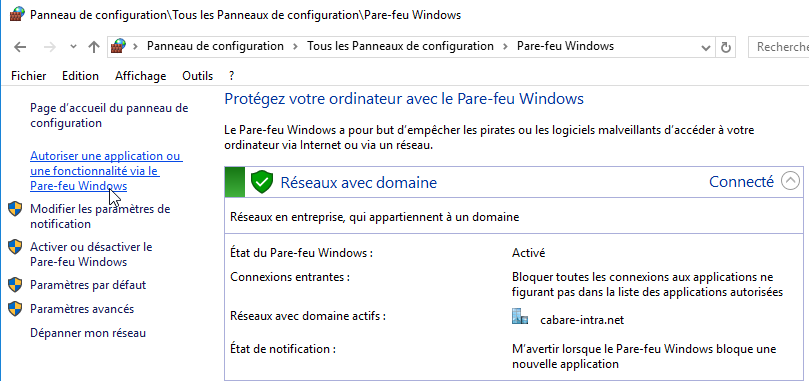 Panneau de configuration\Tous les Panneaux de configuration\Pare-feu Windows
Panneau de configuration > Tous les Panneaux de configuration > Pare-feu Windows
Recherche
Fichier Edition Affichage Outils ?
Page d'accueil du panneau de
configuration
Autoriser une application ou
une fonctionnalité via le
Pare-feu Windows
Modifier les paramètres de
notification
Activer ou désactiver le
Pare-feu Windows
Paramètres par défaut
Paramètres avancés
Dépanner mon réseau
Protégez votre ordinateur avec le Pare-feu Windows
Le Pare-feu Windows a pour but d'empêcher les pirates ou les logiciels malveillants d'accéder à votre
ordinateur via Internet ou via un réseau.
Réseaux avec domaine Connecté
Réseaux en entreprise, qui appartiennent à un domaine
État du Pare-feu Windows : Activé
Connexions entrantes : Bloquer toutes les connexions aux applications ne
figurant pas dans la liste des applications autorisées
Réseaux avec domaine actifs : cabare-intra.net
État de notification : M'avertir lorsque le Pare-feu Windows bloque une
nouvelle application